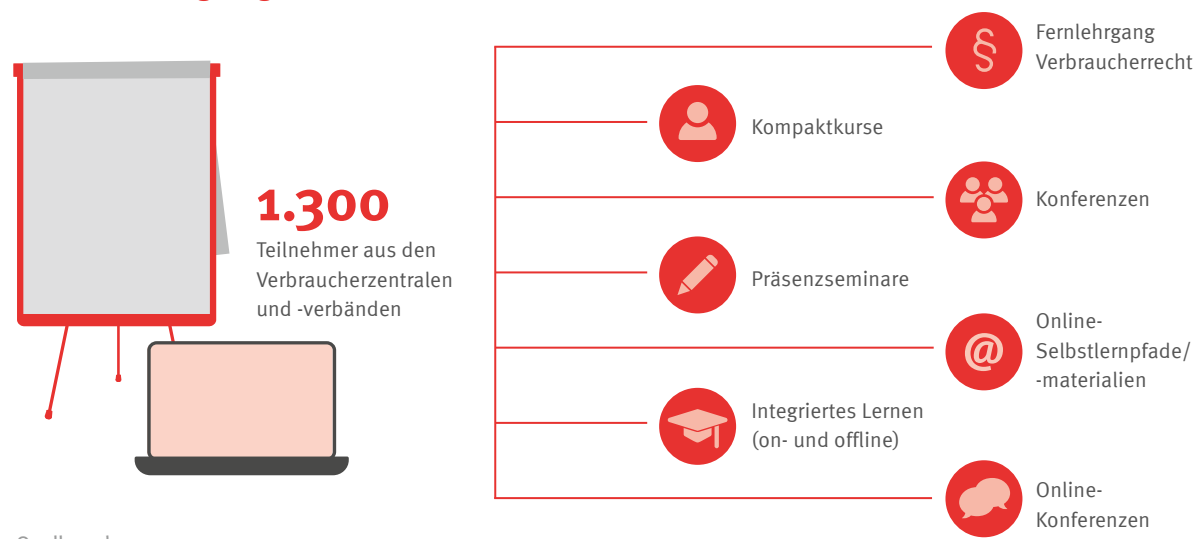 1.300
Teilnehmer aus den
Verbraucherzentralen
und -verbänden
§
Fernlehrgang
Verbraucherrecht
Kompaktkurse
Konferenzen
Präsenzseminare
@
Online-
Selbstlernpfade/
-materialien
Integriertes Lernen
(on- und offline)
Online-
Konferenzen